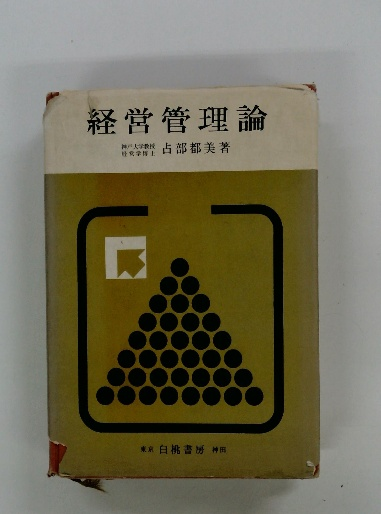 経営管理論
神戸大学教授
経営学博士 占部都美著
東京 白桃書房 神田